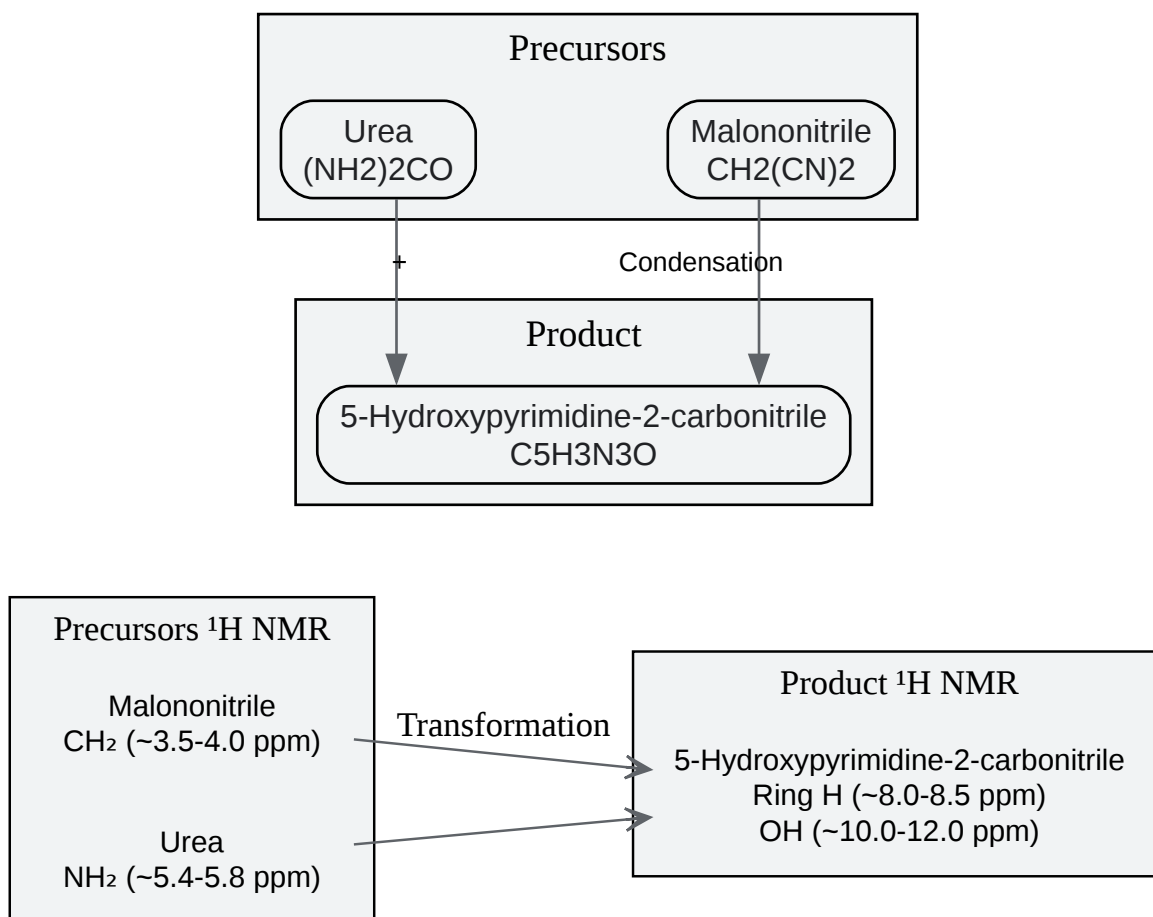 Precursors
Urea
(NH2)2CO
Malononitrile
CH2(CN)2
+
Condensation
Product
5-Hydroxypyrimidine-2-carbonitrile
C5H3N3O
Precursors ¹H NMR
Malononitrile
CH₂ (~3.5-4.0 ppm)
Urea
NH₂ (~5.4-5.8 ppm)
Transformation
Product ¹H NMR
5-Hydroxypyrimidine-2-carbonitrile
Ring H (~8.0-8.5 ppm)
OH (~10.0-12.0 ppm)